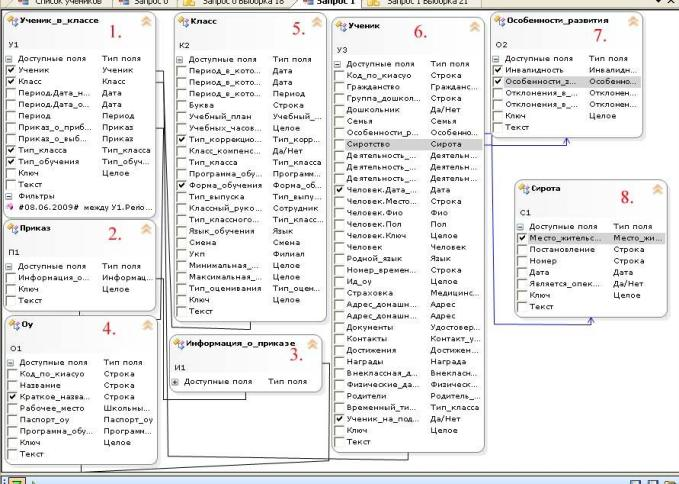 Список учеников
Запрос 0
Запрос 0 Выборка 18
Запрос 1
Запрос 1 Выборка 21
Ученик_в_классе
1.
У1
Доступные поля Тип поля
Ученик Ученик
Класс Класс
Период.Дата_н... Дата
Период.Дата_о... Дата
Период Период
Приказ_о_приб... Приказ
Приказ_о_выб... Приказ
Тип_класса Тип_класса
Тип_обучения Тип_обуч...
Ключ Целое
Текст
Фильтры
#08.06.2009# между У1.Perio...
Приказ
2.
П1
Доступные поля Тип поля
Информация_о... Информац...
Ключ Целое
Текст
Оу
4.
О1
Доступные поля Тип поля
Код_по_киасуо Строка
Название Строка
Краткое_назва... Строка
Рабочее_место Школьны...
Паспорт_оу Паспорт_оу
Программа_обу... Программ...
Ключ Целое
Текст
Класс
5.
К2
Доступные поля Тип поля
Период_в_кото... Дата
Период_в_кото... Дата
Период_в_кото... Период
Буква Строка
Учебный_план Учебный_...
Учебных_часов... Целое
Тип_коррекцио... Тип_корр...
Класс_компенс... Да/Нет
Тип_класса Тип_класса
Программа_обу... Программ...
Форма_обучения Форма_об...
Тип_выпуска Тип_выпу...
Классный_руко... Сотрудник
Тип_классного... Тип_класс...
Язык_обучения Язык
Смена Смена
Укп Филиал
Минимальная_... Целое
Максимальная_... Целое
Тип_оценивания Тип_оцен...
Ключ Целое
Текст
Информация_о_приказе
3.
И1
Доступные поля Тип поля
Ученик
6.
У3
Доступные поля Тип поля
Код_по_киасуо Строка
Гражданство Гражданс...
Группа_дошкол... Строка
Дошкольник Да/Нет
Семья Семья
Особенности_р... Особенно...
Сиротство Сирота
Деятельность_... Деятельн...
Деятельность_... Деятельн...
Деятельность_... Деятельн...
Человек.Дата_... Дата
Человек.Место... Строка
Человек.Фио Строка
Человек.Пол Строка
Человек.Ключ Целое
Человек Человек
Родной_язык Язык
Номер_времен... Строка
Ид_оу Целое
Страховка Медицинс...
Адрес_домашн... Адрес
Адрес_домашн... Адрес
Документы Удостовер...
Контакты Контакт_у...
Достижения Достижен...
Награды Награда
Внеклассная_д... Внеклассн...
Физические_да... Физическ...
Родители Родитель_...
Временный_ти... Тип_класса
Ученик_на_под... Да/Нет
Ключ Целое
Текст
Особенности_развития
7.
О2
Доступные поля Тип поля
Инвалидность Инвалидн...
Особенности_з... Особенно...
Отклонения_в_... Отклонен...
Отклонения_в_... Отклонен...
Ключ Целое
Текст
Сирота
8.
С1
Доступные поля Тип поля
Место_жительс... Место_жи...
Постановление Строка
Номер Строка
Дата Дата
Является_опек... Да/Нет
Ключ Целое
Текст